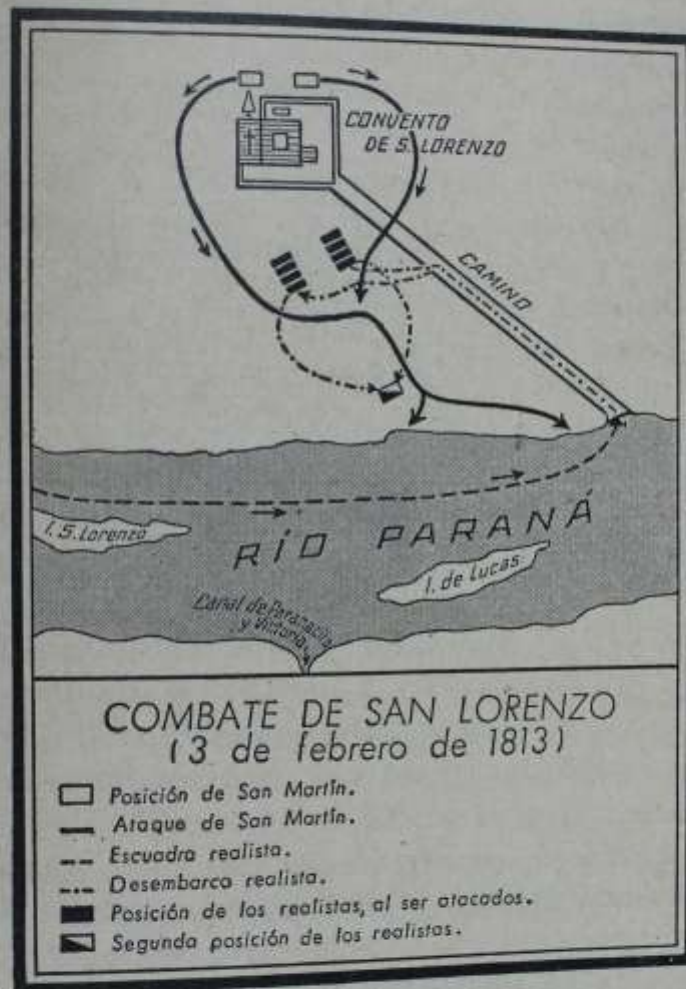 CONVENTO
DE S. LORENZO
CAMINO
I. S. Lorenzo
RÍO PARANÁ
I. de Lucas
Canal de Paranacito
y Victoria
COMBATE DE SAN LORENZO
(3 de febrero de 1813)
Posición de San Martín.
Ataque de San Martín.
Escuadra realista.
Desembarco realista.
Posición de los realistas, al ser atacados.
Segunda posición de los realistas.